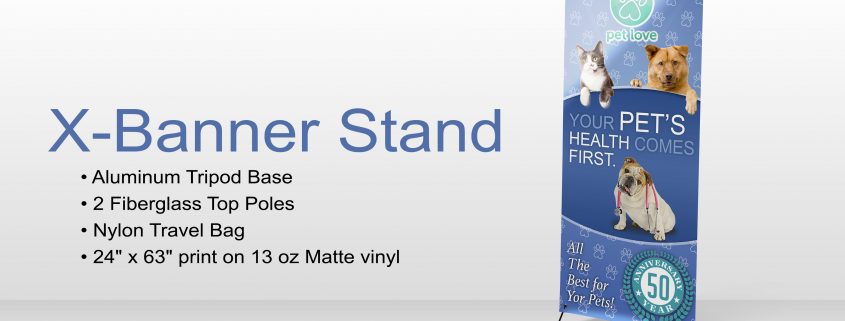 X-Banner Stand
• Aluminum Tripod Base
• 2 Fiberglass Top Poles
• Nylon Travel Bag
• 24" x 63" print on 13 oz Matte vinyl
pet love
YOUR PET'S
HEALTH COMES
FIRST.
All
The
Best for
Yor Pets!
ANNIVERSARY
50
YEAR